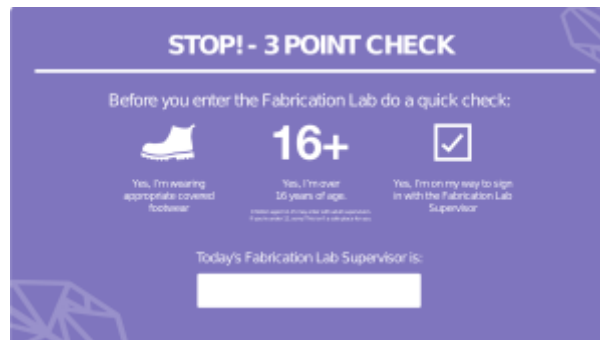 STOP! - 3 POINT CHECK
Before you enter the Fabrication Lab do a quick check:
16+
Yes, I'm wearing
appropriate covered
footwear
Yes, I'm over
16 years of age.
Yes, I'm on my way to sign
in with the Fabrication Lab
Supervisor
Today's Fabrication Lab Supervisor is: